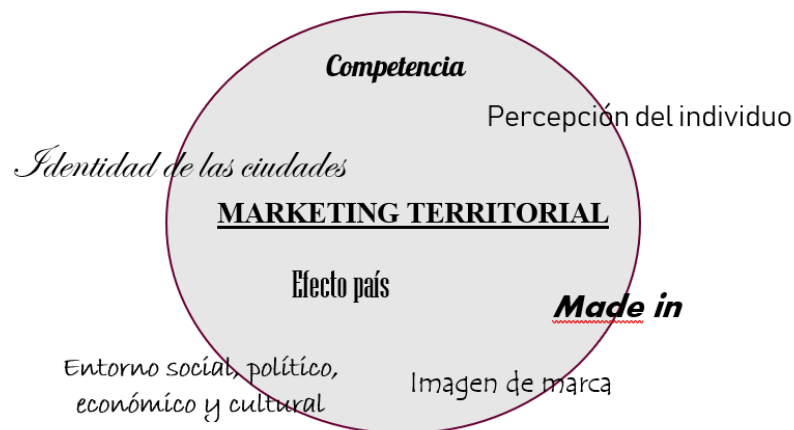 Competencia
Percepción del individuo
Identidad de las ciudades
MARKETING TERRITORIAL
Efecto país
Made in
Entorno social, político,
económico y cultural
Imagen de marca